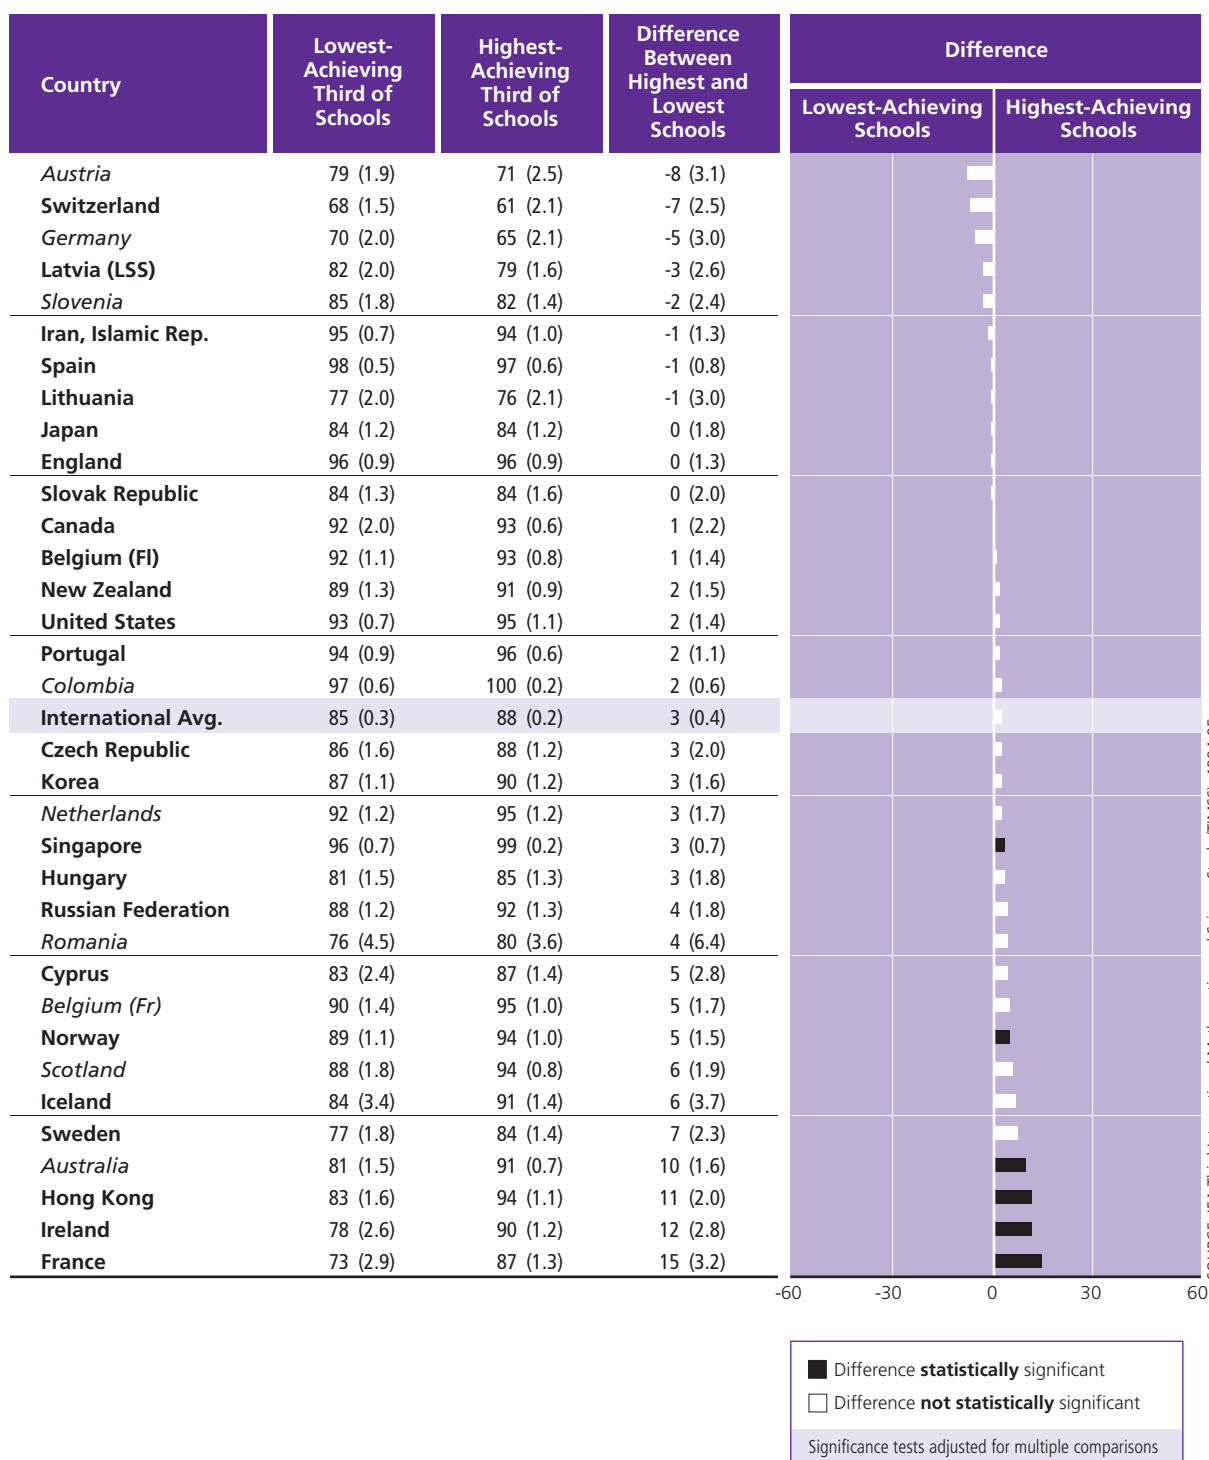 Country
Lowest-
Achieving
Third of
Schools
Highest-
Achieving
Third of
Schools
Difference
Between
Highest and
Lowest
Schools
Difference
Lowest-Achieving
Schools
Highest-Achieving
Schools
Austria 79 (1.9) 71 (2.5) -8 (3.1)
Switzerland 68 (1.5) 61 (2.1) -7 (2.5)
Germany 70 (2.0) 65 (2.1) -5 (3.0)
Latvia (LSS) 82 (2.0) 79 (1.6) -3 (2.6)
Slovenia 85 (1.8) 82 (1.4) -2 (2.4)
Iran, Islamic Rep. 95 (0.7) 94 (1.0) -1 (1.3)
Spain 98 (0.5) 97 (0.6) -1 (0.8)
Lithuania 77 (2.0) 76 (2.1) -1 (3.0)
Japan 84 (1.2) 84 (1.2) 0 (1.8)
England 96 (0.9) 96 (0.9) 0 (1.3)
Slovak Republic 84 (1.3) 84 (1.6) 0 (2.0)
Canada 92 (2.0) 93 (0.6) 1 (2.2)
Belgium (Fl) 92 (1.1) 93 (0.8) 1 (1.4)
New Zealand 89 (1.3) 91 (0.9) 2 (1.5)
United States 93 (0.7) 95 (1.1) 2 (1.4)
Portugal 94 (0.9) 96 (0.6) 2 (1.1)
Colombia 97 (0.6) 100 (0.2) 2 (0.6)
International Avg. 85 (0.3) 88 (0.2) 3 (0.4)
Czech Republic 86 (1.6) 88 (1.2) 3 (2.0)
Korea 87 (1.1) 90 (1.2) 3 (1.6)
Netherlands 92 (1.2) 95 (1.2) 3 (1.7)
Singapore 96 (0.7) 99 (0.2) 3 (0.7)
Hungary 81 (1.5) 85 (1.3) 3 (1.8)
Russian Federation 88 (1.2) 92 (1.3) 4 (1.8)
Romania 76 (4.5) 80 (3.6) 4 (6.4)
Cyprus 83 (2.4) 87 (1.4) 5 (2.8)
Belgium (Fr) 90 (1.4) 95 (1.0) 5 (1.7)
Norway 89 (1.1) 94 (1.0) 5 (1.5)
Scotland 88 (1.8) 94 (0.8) 6 (1.9)
Iceland 84 (3.4) 91 (1.4) 6 (3.7)
Sweden 77 (1.8) 84 (1.4) 7 (2.3)
Australia 81 (1.5) 91 (0.7) 10 (1.6)
Hong Kong 83 (1.6) 94 (1.1) 11 (2.0)
Ireland 78 (2.6) 90 (1.2) 12 (2.8)
France 73 (2.9) 87 (1.3) 15 (3.2)
-60 -30 0 30 60
Difference statistically significant
Difference not statistically significant
Significance tests adjusted for multiple comparisons